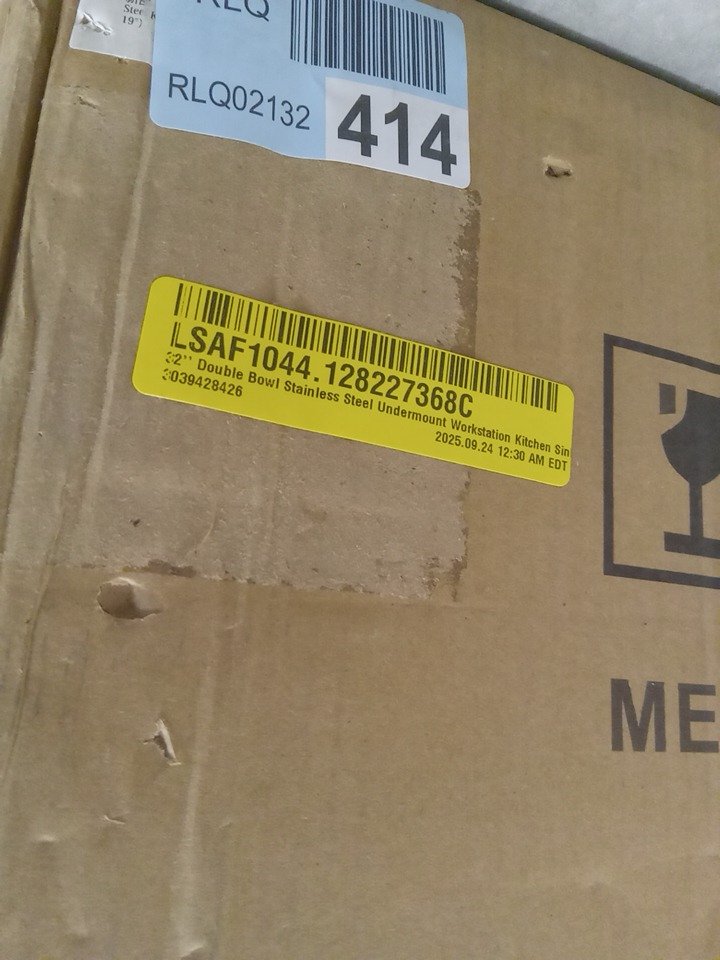 RLQ
RLQ02132
414
19")
LSAF1044.128227368C
32'' Double Bowl Stainless Steel Undermount Workstation Kitchen Sin
3039428426
2025.09.24 12:30 AM EDT
ME